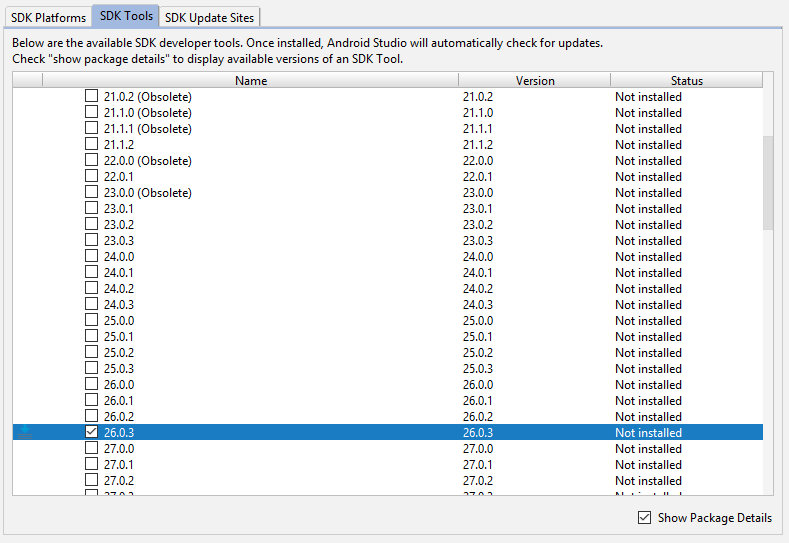 SDK Platforms SDK Tools SDK Update Sites
Below are the available SDK developer tools. Once installed, Android Studio will automatically check for updates.
Check "show package details" to display available versions of an SDK Tool.
Name Version Status
21.0.2 (Obsolete) 21.0.2 Not installed
21.1.0 (Obsolete) 21.1.0 Not installed
21.1.1 (Obsolete) 21.1.1 Not installed
21.1.2 21.1.2 Not installed
22.0.0 (Obsolete) 22.0.0 Not installed
22.0.1 22.0.1 Not installed
23.0.0 (Obsolete) 23.0.0 Not installed
23.0.1 23.0.1 Not installed
23.0.2 23.0.2 Not installed
23.0.3 23.0.3 Not installed
24.0.0 24.0.0 Not installed
24.0.1 24.0.1 Not installed
24.0.2 24.0.2 Not installed
24.0.3 24.0.3 Not installed
25.0.0 25.0.0 Not installed
25.0.1 25.0.1 Not installed
25.0.2 25.0.2 Not installed
25.0.3 25.0.3 Not installed
26.0.0 26.0.0 Not installed
26.0.1 26.0.1 Not installed
26.0.2 26.0.2 Not installed
26.0.3 26.0.3 Not installed
27.0.0 27.0.0 Not installed
27.0.1 27.0.1 Not installed
27.0.2 27.0.2 Not installed
Show Package Details